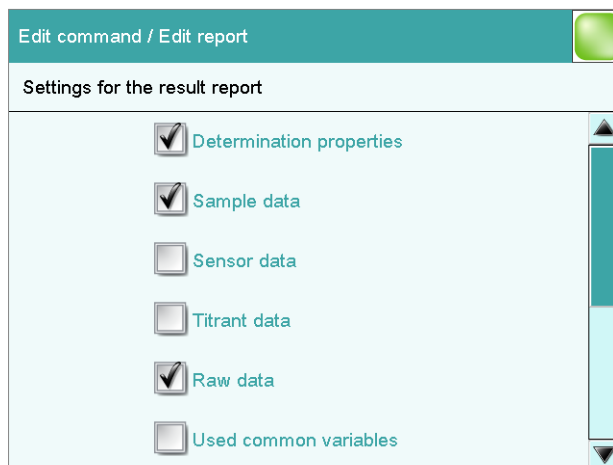 Edit command / Edit report
Settings for the result report
Determination properties
Sample data
Sensor data
Titrant data
Raw data
Used common variables